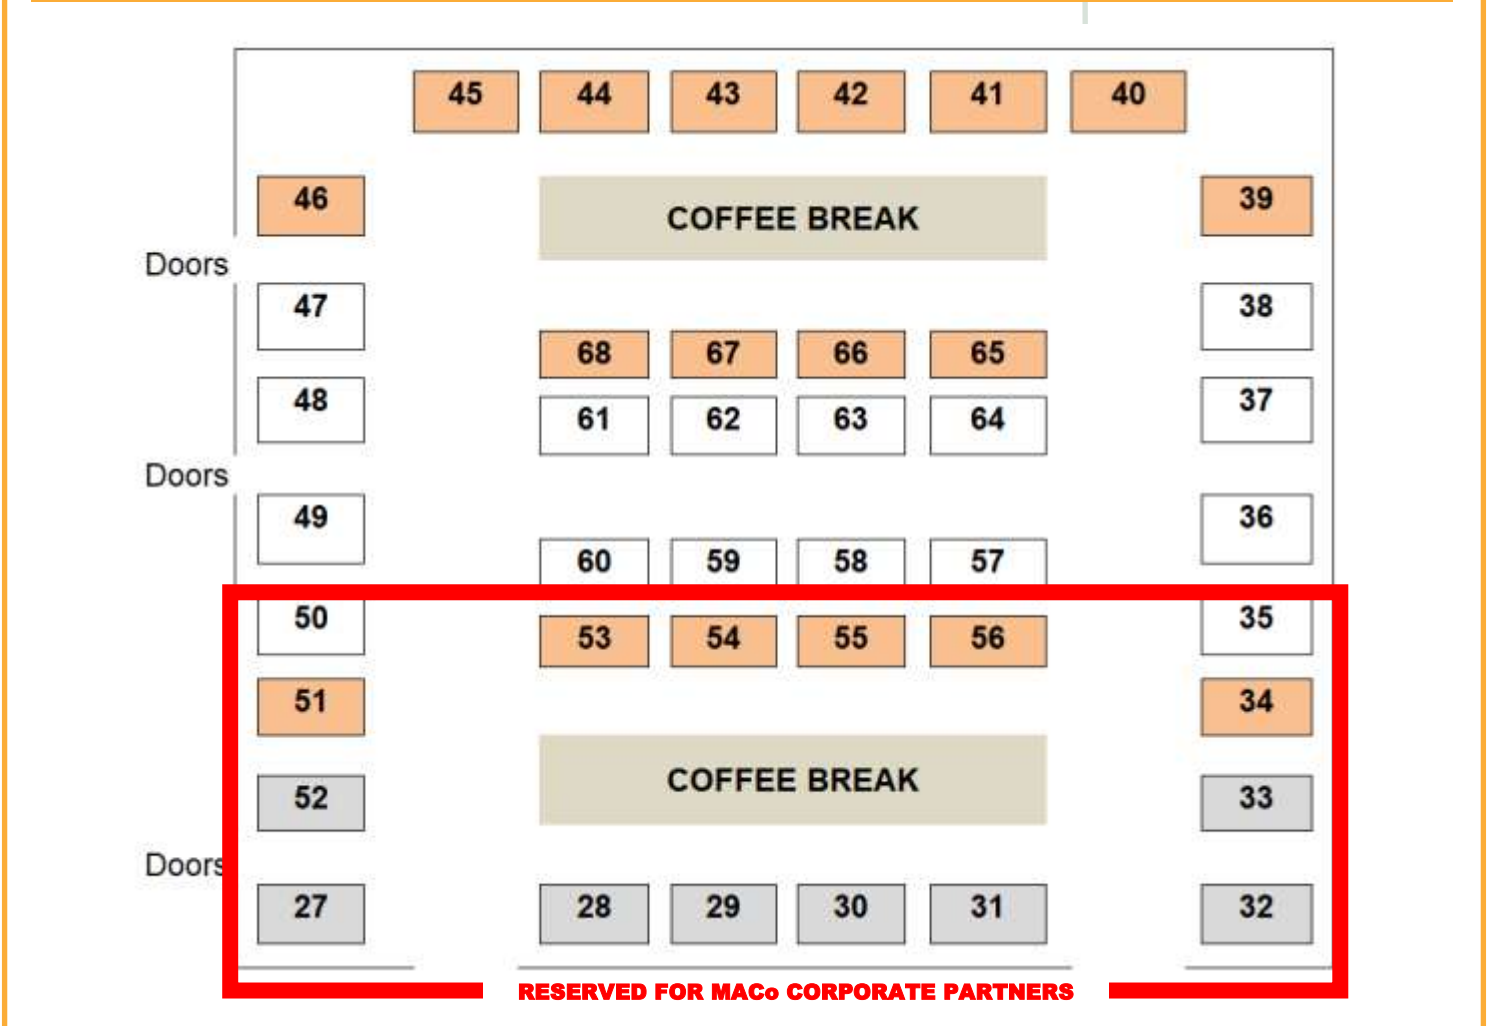 45 44 43 42 41 40
46 COFFEE BREAK 39
Doors
47 38
68 67 66 65
48 61 62 63 64 37
Doors
49 36
60 59 58 57
50 35
53 54 55 56
51 34
COFFEE BREAK
52 33
Doors
27 28 29 30 31 32
RESERVED FOR MACo CORPORATE PARTNERS